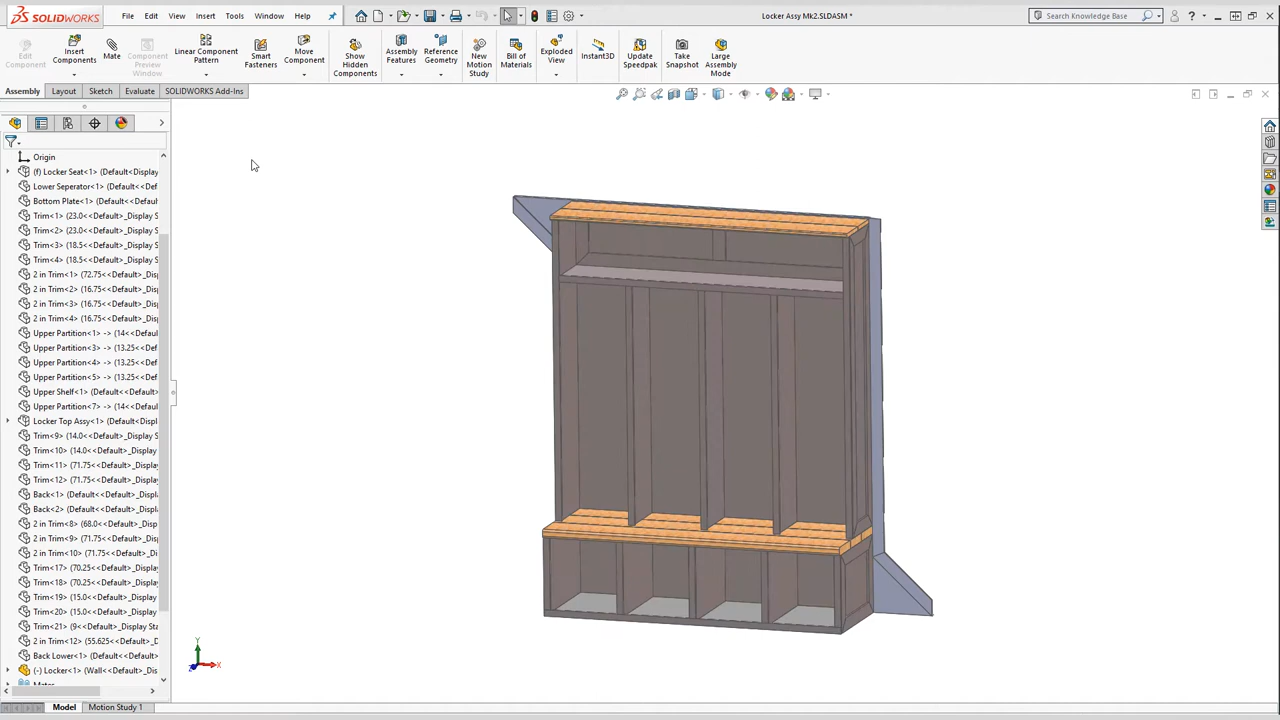 SOLIDWORKS File Edit View Insert Tools Window Help Locker Assy Mk2.SLDASM * Search Knowledge Base
Edit Component
Insert Components
Mate
Component Preview Window
Linear Component Pattern
Smart Fasteners
Move Component
Show Hidden Components
Assembly Features
Reference Geometry
New Motion Study
Bill of Materials
Exploded View
Instant3D
Update Speedpak
Take Snapshot
Large Assembly Mode
Assembly Layout Sketch Evaluate SOLIDWORKS Add-Ins
Origin
(f) Locker Seat<1> (Default<Display
Lower Seperator<1> (Default<<Def
Bottom Plate<1> (Default<<Default
Trim<1> (23.0<<Default>_Display S
Trim<2> (23.0<<Default>_Display S
Trim<3> (18.5<<Default>_Display S
Trim<4> (18.5<<Default>_Display S
2 in Trim<1> (72.75<<Default>_Disp
2 in Trim<2> (16.75<<Default>_Disp
2 in Trim<3> (16.75<<Default>_Disp
2 in Trim<4> (16.75<<Default>_Disp
Upper Partition<1> -> (14<<Defaul
Upper Partition<3> -> (13.25<<Def
Upper Partition<4> -> (13.25<<Def
Upper Partition<5> -> (13.25<<Def
Upper Shelf<1> (Default<<Default>
Upper Partition<7> -> (14<<Defaul
Locker Top Assy<1> (Default<Displ
Trim<9> (14.0<<Default>_Display S
Trim<10> (14.0<<Default>_Display
Trim<11> (71.75<<Default>_Display
Trim<12> (71.75<<Default>_Display
Back<1> (Default<<Default>_Displa
Back<2> (Default<<Default>_Displa
2 in Trim<8> (68.0<<Default>_Displ
2 in Trim<9> (71.75<<Default>_Disp
2 in Trim<10> (71.75<<Default>_Dis
Trim<17> (70.25<<Default>_Display
Trim<18> (70.25<<Default>_Display
Trim<19> (15.0<<Default>_Display
Trim<20> (15.0<<Default>_Display
Trim<21> (9<<Default>_Display Sta
2 in Trim<12> (55.625<<Default>_D
Back Lower<1> (Default<<Default>
(-) Locker<1> (Wall<<Default>_Dis
Mates
Y
X
Z
Model Motion Study 1